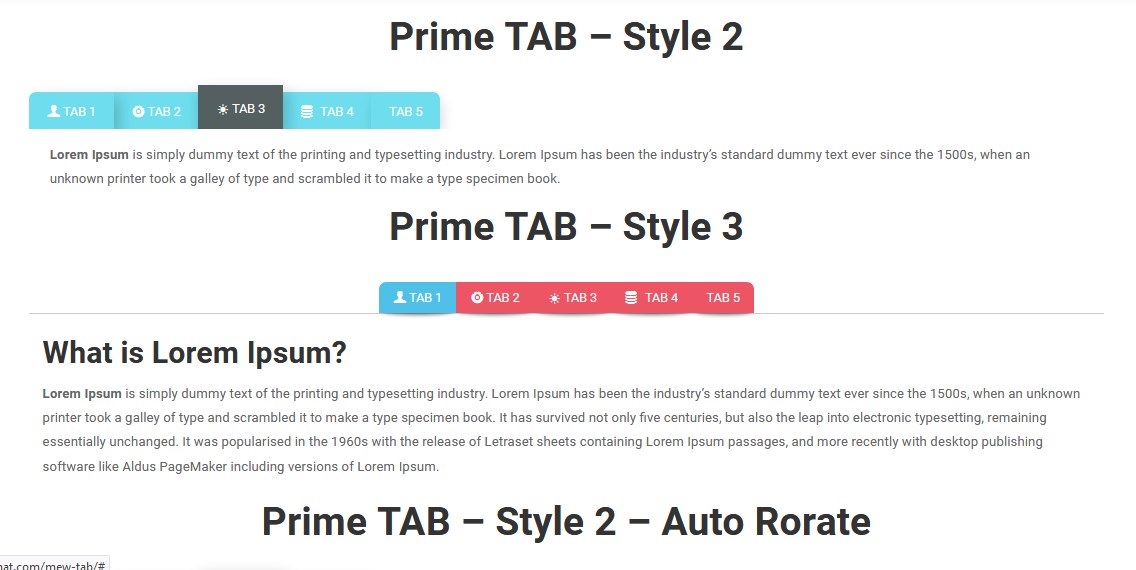 Prime TAB – Style 2
TAB 1 TAB 2 TAB 3 TAB 4 TAB 5
Lorem Ipsum is simply dummy text of the printing and typesetting industry. Lorem Ipsum has been the industry’s standard dummy text ever since the 1500s, when an
unknown printer took a galley of type and scrambled it to make a type specimen book.
Prime TAB – Style 3
TAB 1 TAB 2 TAB 3 TAB 4 TAB 5
What is Lorem Ipsum?
Lorem Ipsum is simply dummy text of the printing and typesetting industry. Lorem Ipsum has been the industry’s standard dummy text ever since the 1500s, when an unknown
printer took a galley of type and scrambled it to make a type specimen book. It has survived not only five centuries, but also the leap into electronic typesetting, remaining
essentially unchanged. It was popularised in the 1960s with the release of Letraset sheets containing Lorem Ipsum passages, and more recently with desktop publishing
software like Aldus PageMaker including versions of Lorem Ipsum.
Prime TAB – Style 2 – Auto Rorate
hat.com/mew-tab/#